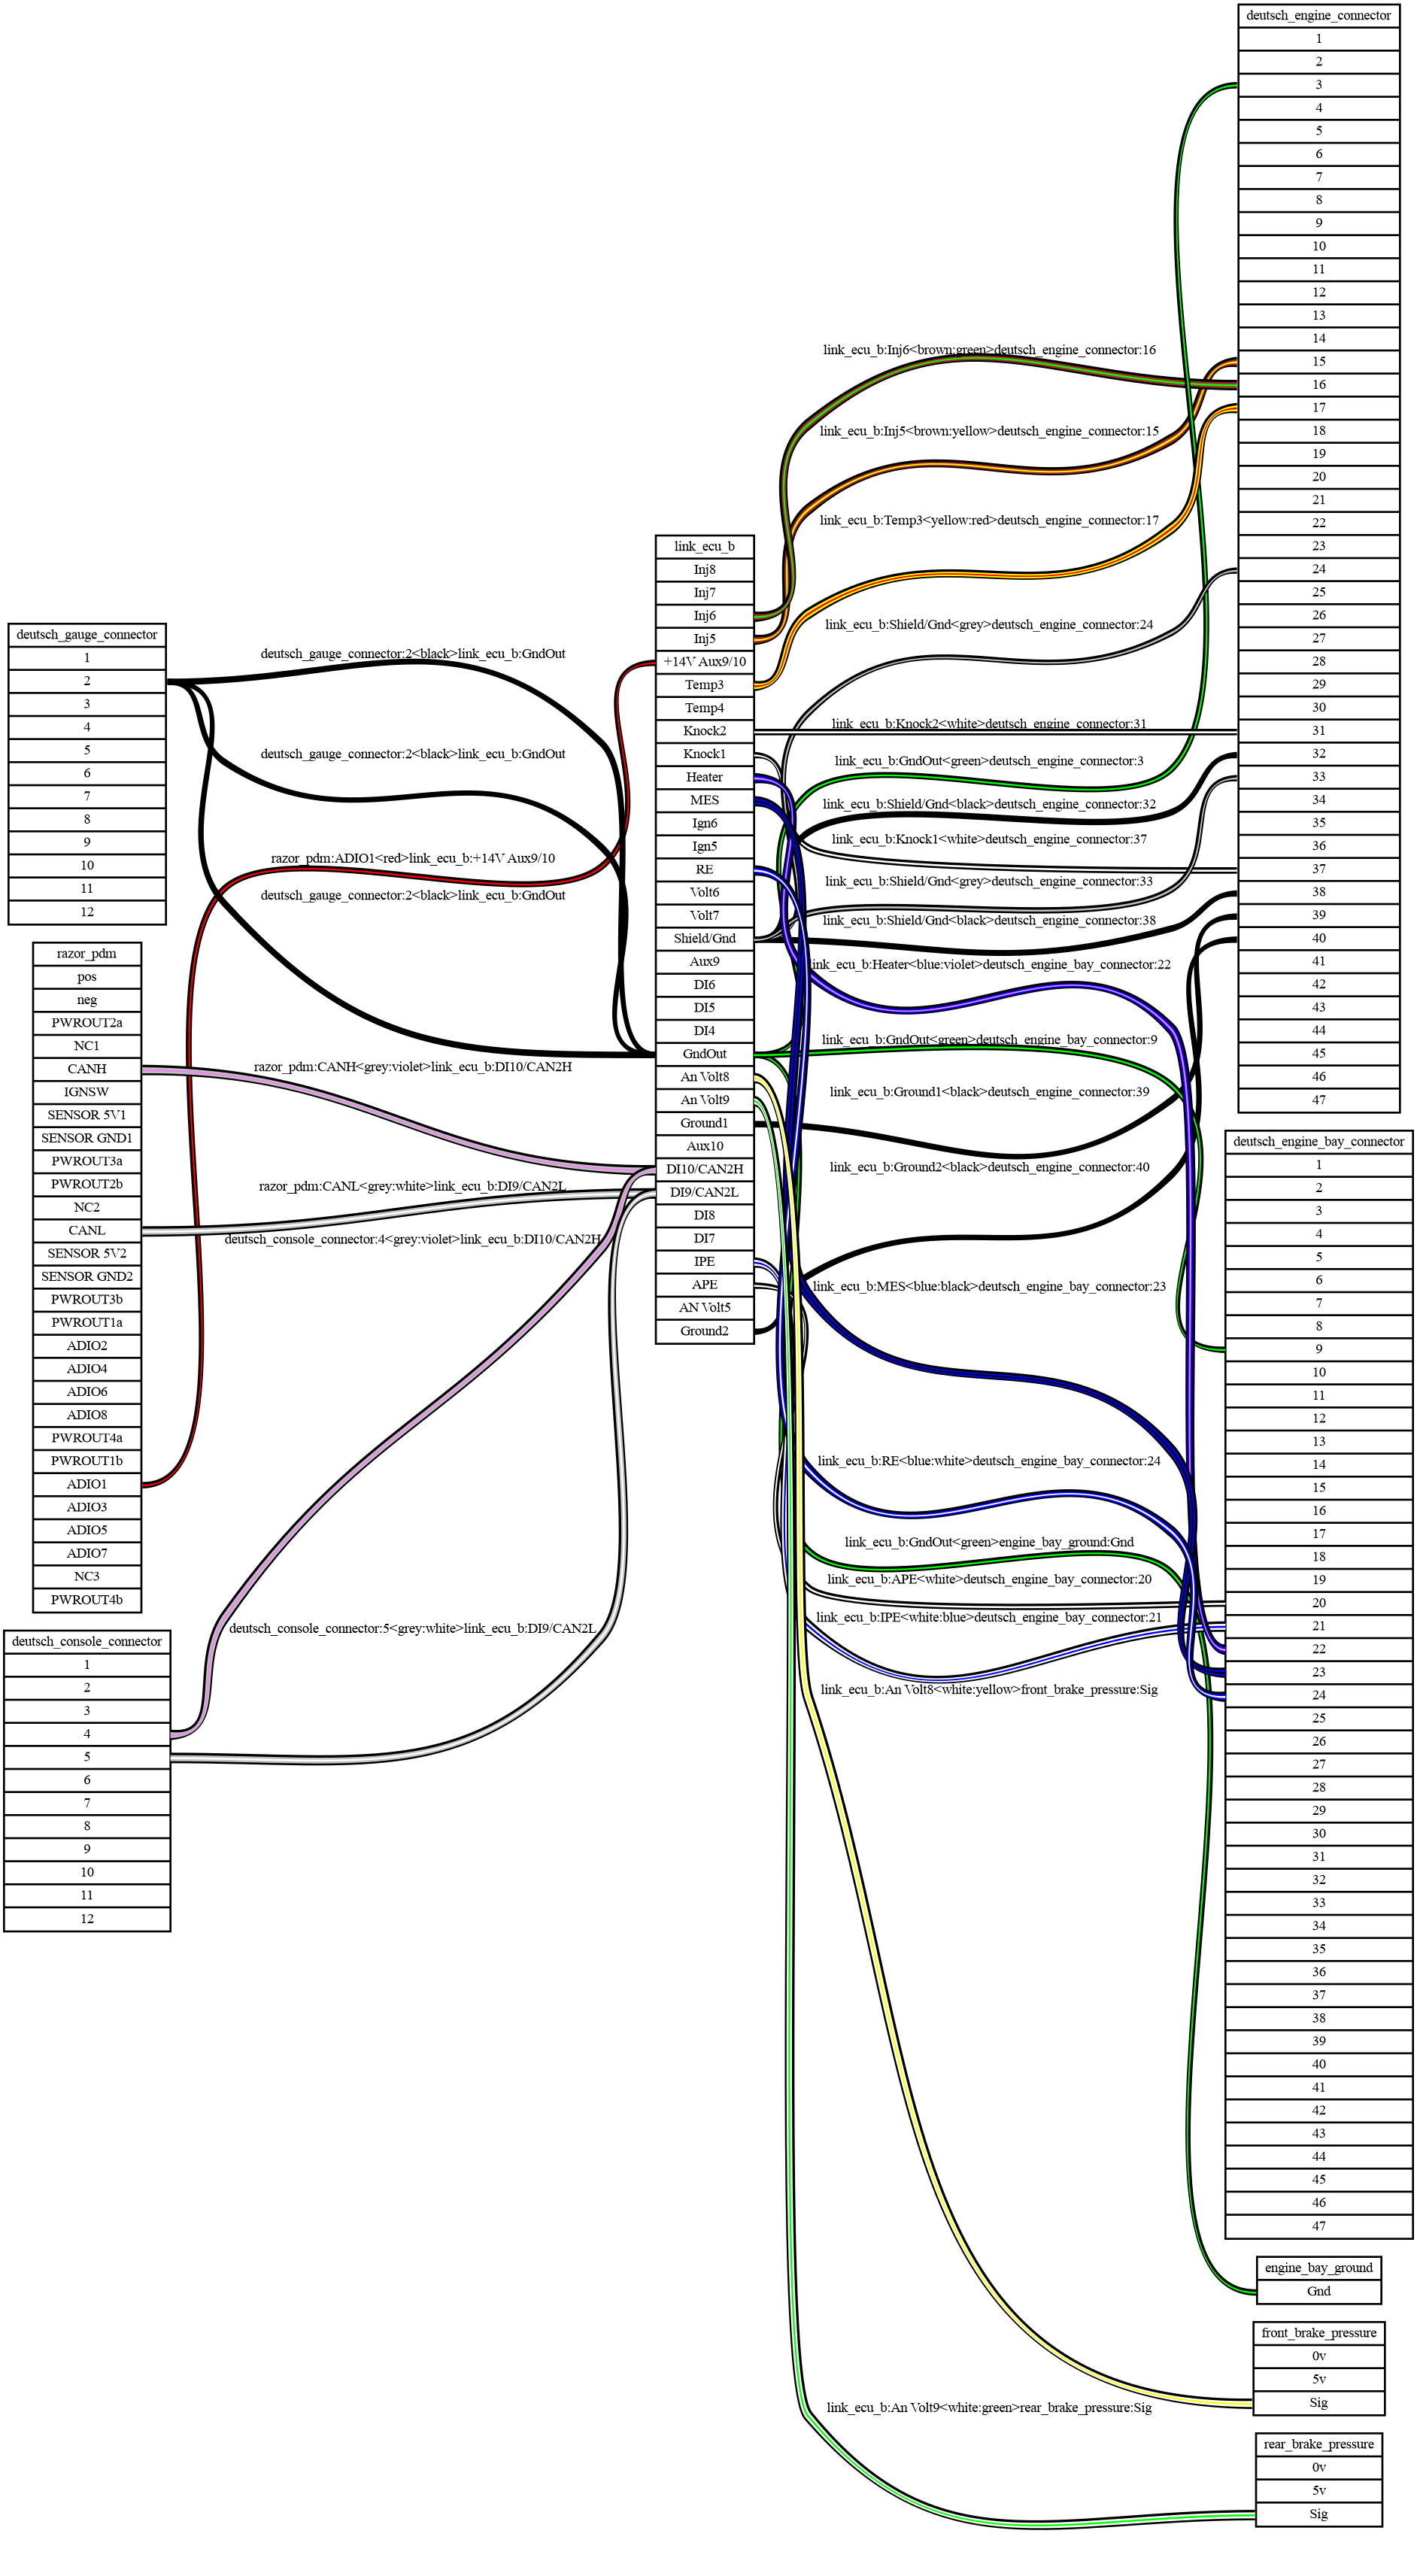 deutsch_gauge_connector
1
2
3
4
5
6
7
8
9
10
11
12
razor_pdm
pos
neg
PWROUT2a
NC1
CANH
IGNSW
SENSOR 5V1
SENSOR GND1
PWROUT3a
PWROUT2b
NC2
CANL
SENSOR 5V2
SENSOR GND2
PWROUT3b
PWROUT1a
ADIO2
ADIO4
ADIO6
ADIO8
PWROUT4a
PWROUT1b
ADIO1
ADIO3
ADIO5
ADIO7
NC3
PWROUT4b
deutsch_console_connector
1
2
3
4
5
6
7
8
9
10
11
12
deutsch_gauge_connector:2<black>link_ecu_b:GndOut
deutsch_gauge_connector:2<black>link_ecu_b:GndOut
razor_pdm:ADIO1<red>link_ecu_b:+14V Aux9/10
deutsch_gauge_connector:2<black>link_ecu_b:GndOut
razor_pdm:CANH<grey:violet>link_ecu_b:DI10/CAN2H
razor_pdm:CANL<grey:white>link_ecu_b:DI9/CAN2L
deutsch_console_connector:4<grey:violet>link_ecu_b:DI10/CAN2H
deutsch_console_connector:5<grey:white>link_ecu_b:DI9/CAN2L
link_ecu_b
Inj8
Inj7
Inj6
Inj5
+14V Aux9/10
Temp3
Temp4
Knock2
Knock1
Heater
MES
Ign6
Ign5
RE
Volt6
Volt7
Shield/Gnd
Aux9
DI6
DI5
DI4
GndOut
An Volt8
An Volt9
Ground1
Aux10
DI10/CAN2H
DI9/CAN2L
DI8
DI7
IPE
APE
AN Volt5
Ground2
link_ecu_b:Inj6<brown:green>deutsch_engine_connector:16
link_ecu_b:Inj5<brown:yellow>deutsch_engine_connector:15
link_ecu_b:Temp3<yellow:red>deutsch_engine_connector:17
link_ecu_b:Shield/Gnd<grey>deutsch_engine_connector:24
link_ecu_b:Knock2<white>deutsch_engine_connector:31
link_ecu_b:GndOut<green>deutsch_engine_connector:3
link_ecu_b:Shield/Gnd<black>deutsch_engine_connector:32
link_ecu_b:Knock1<white>deutsch_engine_connector:37
link_ecu_b:Shield/Gnd<grey>deutsch_engine_connector:33
link_ecu_b:Shield/Gnd<black>deutsch_engine_connector:38
link_ecu_b:Heater<blue:violet>deutsch_engine_bay_connector:22
link_ecu_b:GndOut<green>deutsch_engine_bay_connector:9
link_ecu_b:Ground1<black>deutsch_engine_connector:39
link_ecu_b:Ground2<black>deutsch_engine_connector:40
link_ecu_b:MES<blue:black>deutsch_engine_bay_connector:23
link_ecu_b:RE<blue:white>deutsch_engine_bay_connector:24
link_ecu_b:GndOut<green>engine_bay_ground:Gnd
link_ecu_b:APE<white>deutsch_engine_bay_connector:20
link_ecu_b:IPE<white:blue>deutsch_engine_bay_connector:21
link_ecu_b:An Volt8<white:yellow>front_brake_pressure:Sig
link_ecu_b:An Volt9<white:green>rear_brake_pressure:Sig
deutsch_engine_connector
1
2
3
4
5
6
7
8
9
10
11
12
13
14
15
16
17
18
19
20
21
22
23
24
25
26
27
28
29
30
31
32
33
34
35
36
37
38
39
40
41
42
43
44
45
46
47
deutsch_engine_bay_connector
1
2
3
4
5
6
7
8
9
10
11
12
13
14
15
16
17
18
19
20
21
22
23
24
25
26
27
28
29
30
31
32
33
34
35
36
37
38
39
40
41
42
43
44
45
46
47
engine_bay_ground
Gnd
front_brake_pressure
0v
5v
Sig
rear_brake_pressure
0v
5v
Sig